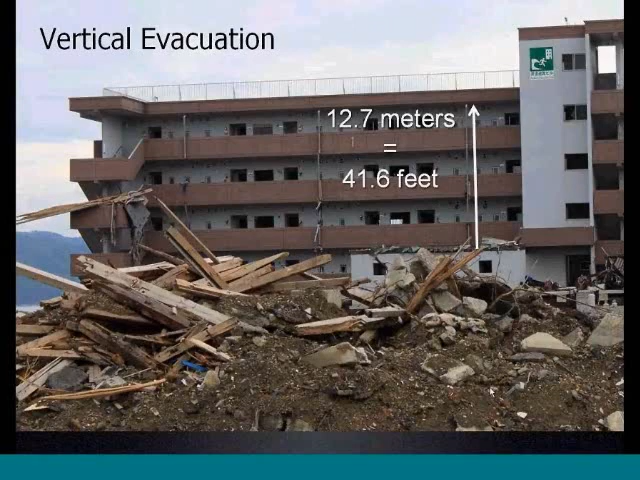 Vertical Evacuation
12.7 meters
=
41.6 feet